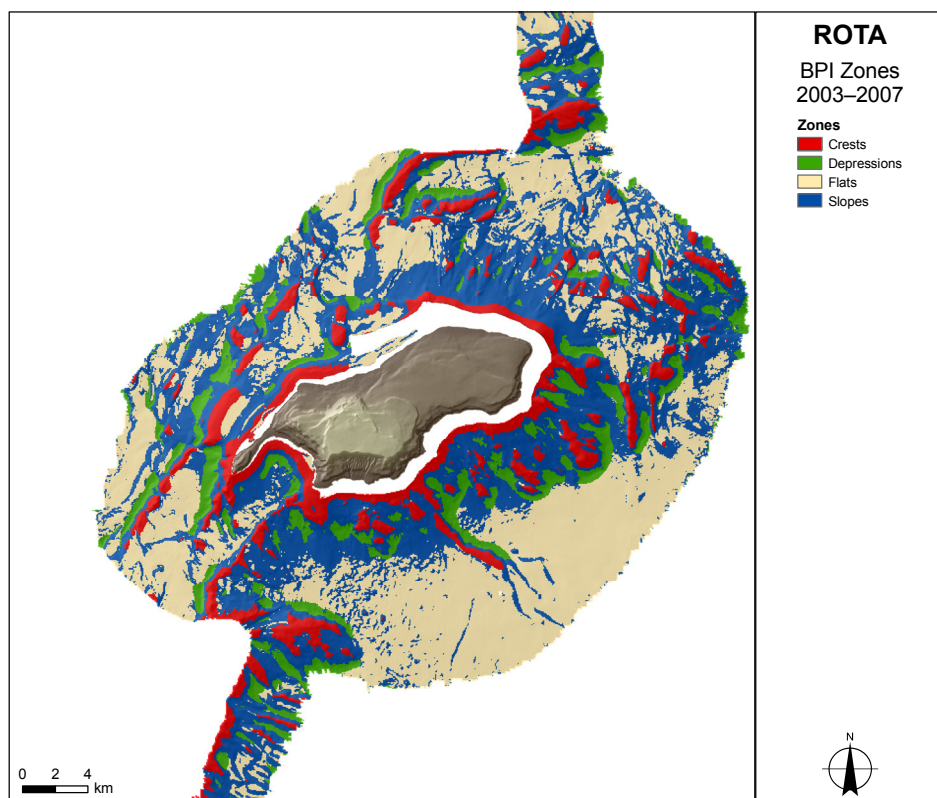 ROTA
BPI Zones
2003–2007
Zones
Crests
Depressions
Flats
Slopes
N
0 2 4
km